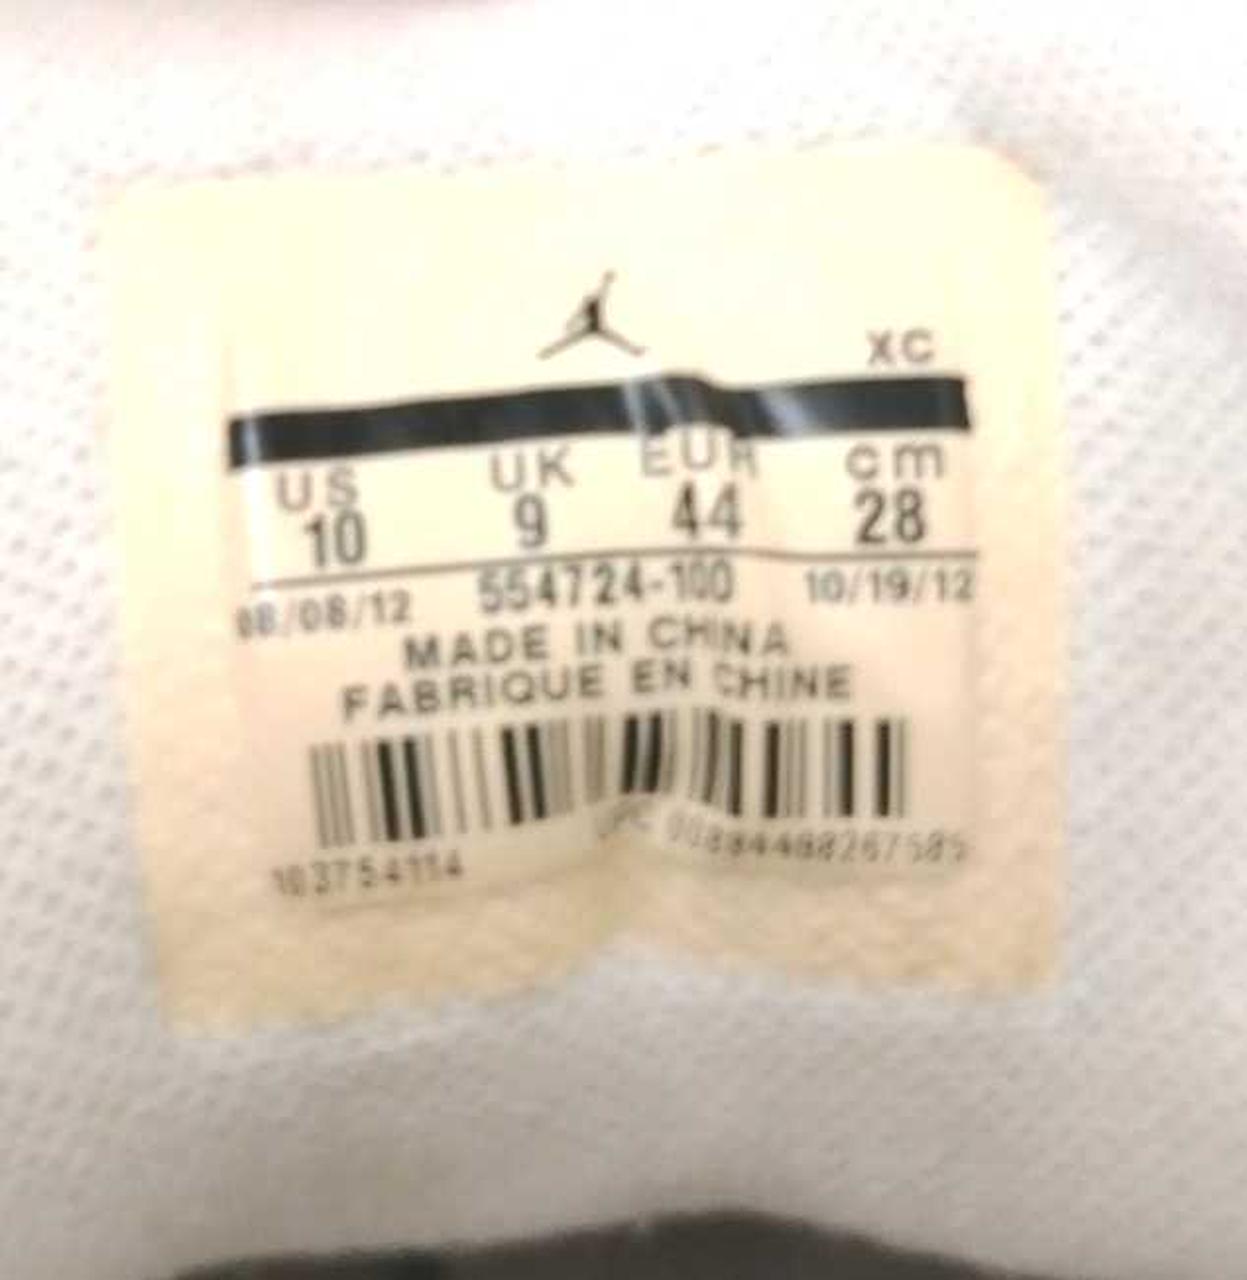 XC
US UK EUR cm
10 9 44 28
08/08/12 554724-100 10/19/12
MADE IN CHINA
FABRIQUE EN CHINE
103754114